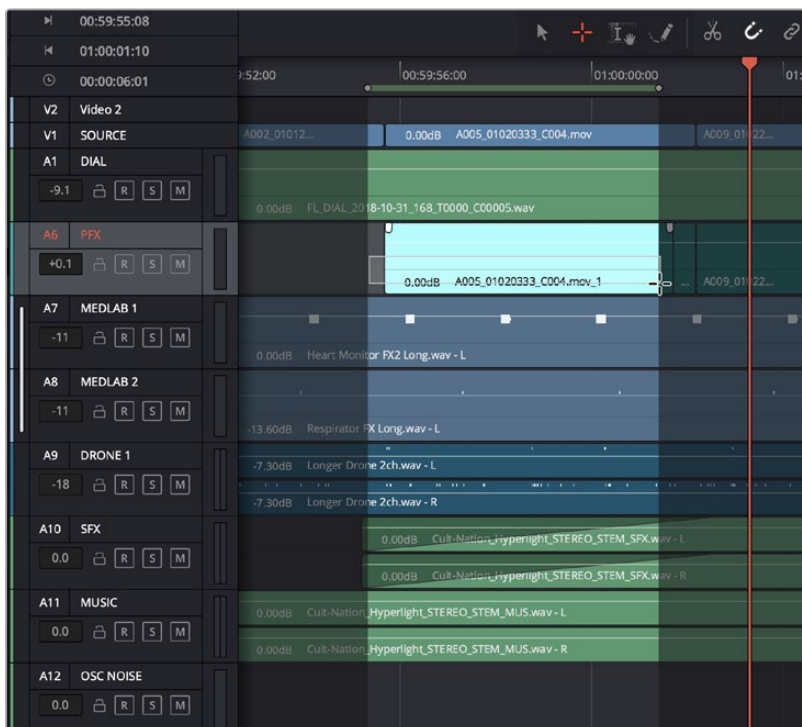 00:59:55:08
01:00:01:10
00:00:06:01
9:52:00
00:59:56:00
01:00:00:00
01:
V2 Video 2
V1 SOURCE
A002_01012...
0.00dB A005_01020333_C004.mov
A009_01022...
A1 DIAL
-9.1 R S M
0.00dB FL_DIAL_2018-10-31_168_T0000_C00005.wav
A6 PFX
+0.1 R S M
0.00dB A005_01020333_C004.mov_1
...
A009_01022...
A7 MEDLAB 1
-11 R S M
0.00dB Heart Monitor FX2 Long.wav - L
A8 MEDLAB 2
-11 R S M
-13.60dB Respirator FX Long.wav - L
A9 DRONE 1
-7.30dB Longer Drone 2ch.wav - L
-18 R S M
-7.30dB Longer Drone 2ch.wav - R
A10 SFX
0.00dB Cult-Nation_Hyperlight_STEREO_STEM_SFX.wav - L
0.0 R S M
0.00dB Cult-Nation_Hyperlight_STEREO_STEM_SFX.wav - R
A11 MUSIC
0.00dB Cult-Nation_Hyperlight_STEREO_STEM_MUS.wav - L
0.0 R S M
0.00dB Cult-Nation_Hyperlight_STEREO_STEM_MUS.wav - R
A12 OSC NOISE
0.0 R S M